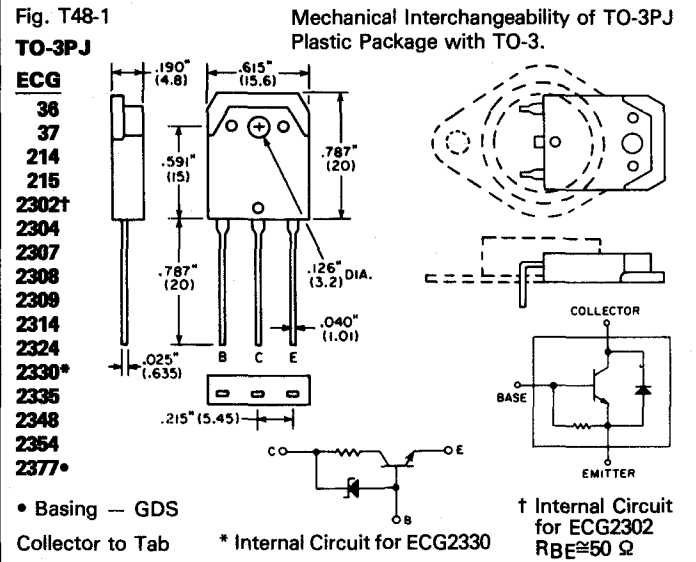 Fig. T48-1
TO-3PJ
ECG
36
37
214
215
2302†
2304
2307
2308
2309
2314
2324
2330*
2335
2348
2354
2377•
• Basing — GDS
Collector to Tab
Mechanical Interchangeability of TO-3PJ
Plastic Package with TO-3.
.190"
(4.8)
.615"
(15.6)
.591"
(15)
.787"
(20)
.787"
(20)
.126" DIA.
(3.2)
.040"
(1.01)
.025"
(.635)
B C E
.215" (5.45)
C
E
B
* Internal Circuit for ECG2330
COLLECTOR
BASE
EMITTER
† Internal Circuit
for ECG2302
RBE≅50 Ω